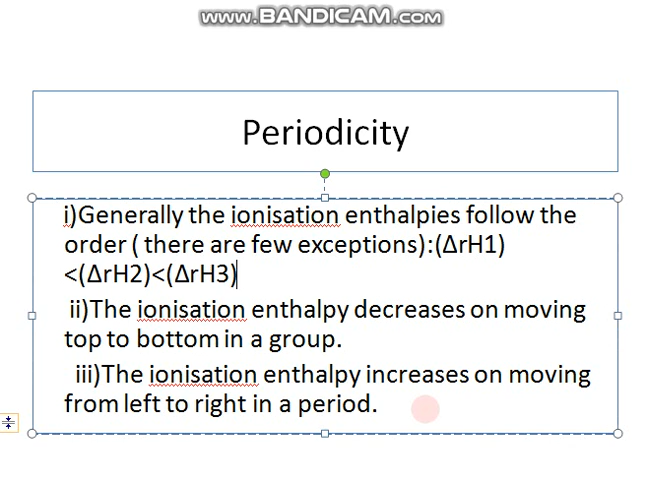 www.BANDICAM.com
Periodicity
i)Generally the ionisation enthalpies follow the
order ( there are few exceptions):(ΔrH1)
<(ΔrH2)<(ΔrH3)
ii)The ionisation enthalpy decreases on moving
top to bottom in a group.
iii)The ionisation enthalpy increases on moving
from left to right in a period.